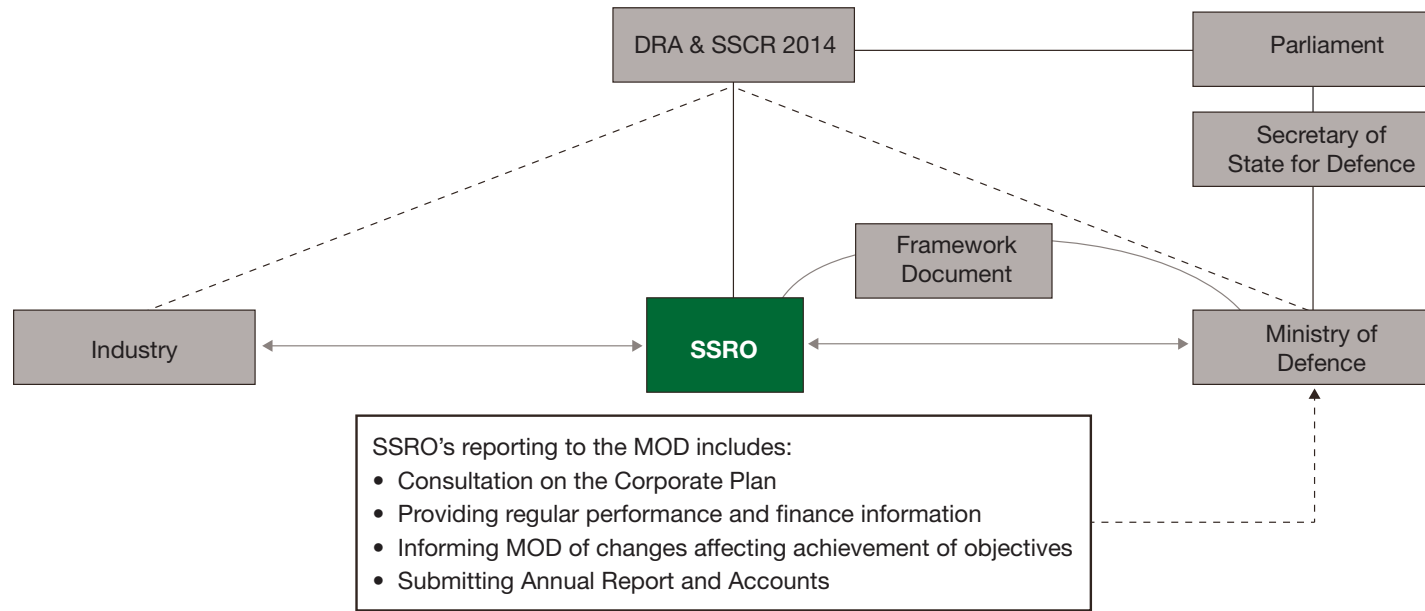 DRA & SSCR 2014
Parliament
Secretary of
State for Defence
Framework
Document
Industry
SSRO
Ministry of
Defence
SSRO’s reporting to the MOD includes:
• Consultation on the Corporate Plan
• Providing regular performance and finance information
• Informing MOD of changes affecting achievement of objectives
• Submitting Annual Report and Accounts